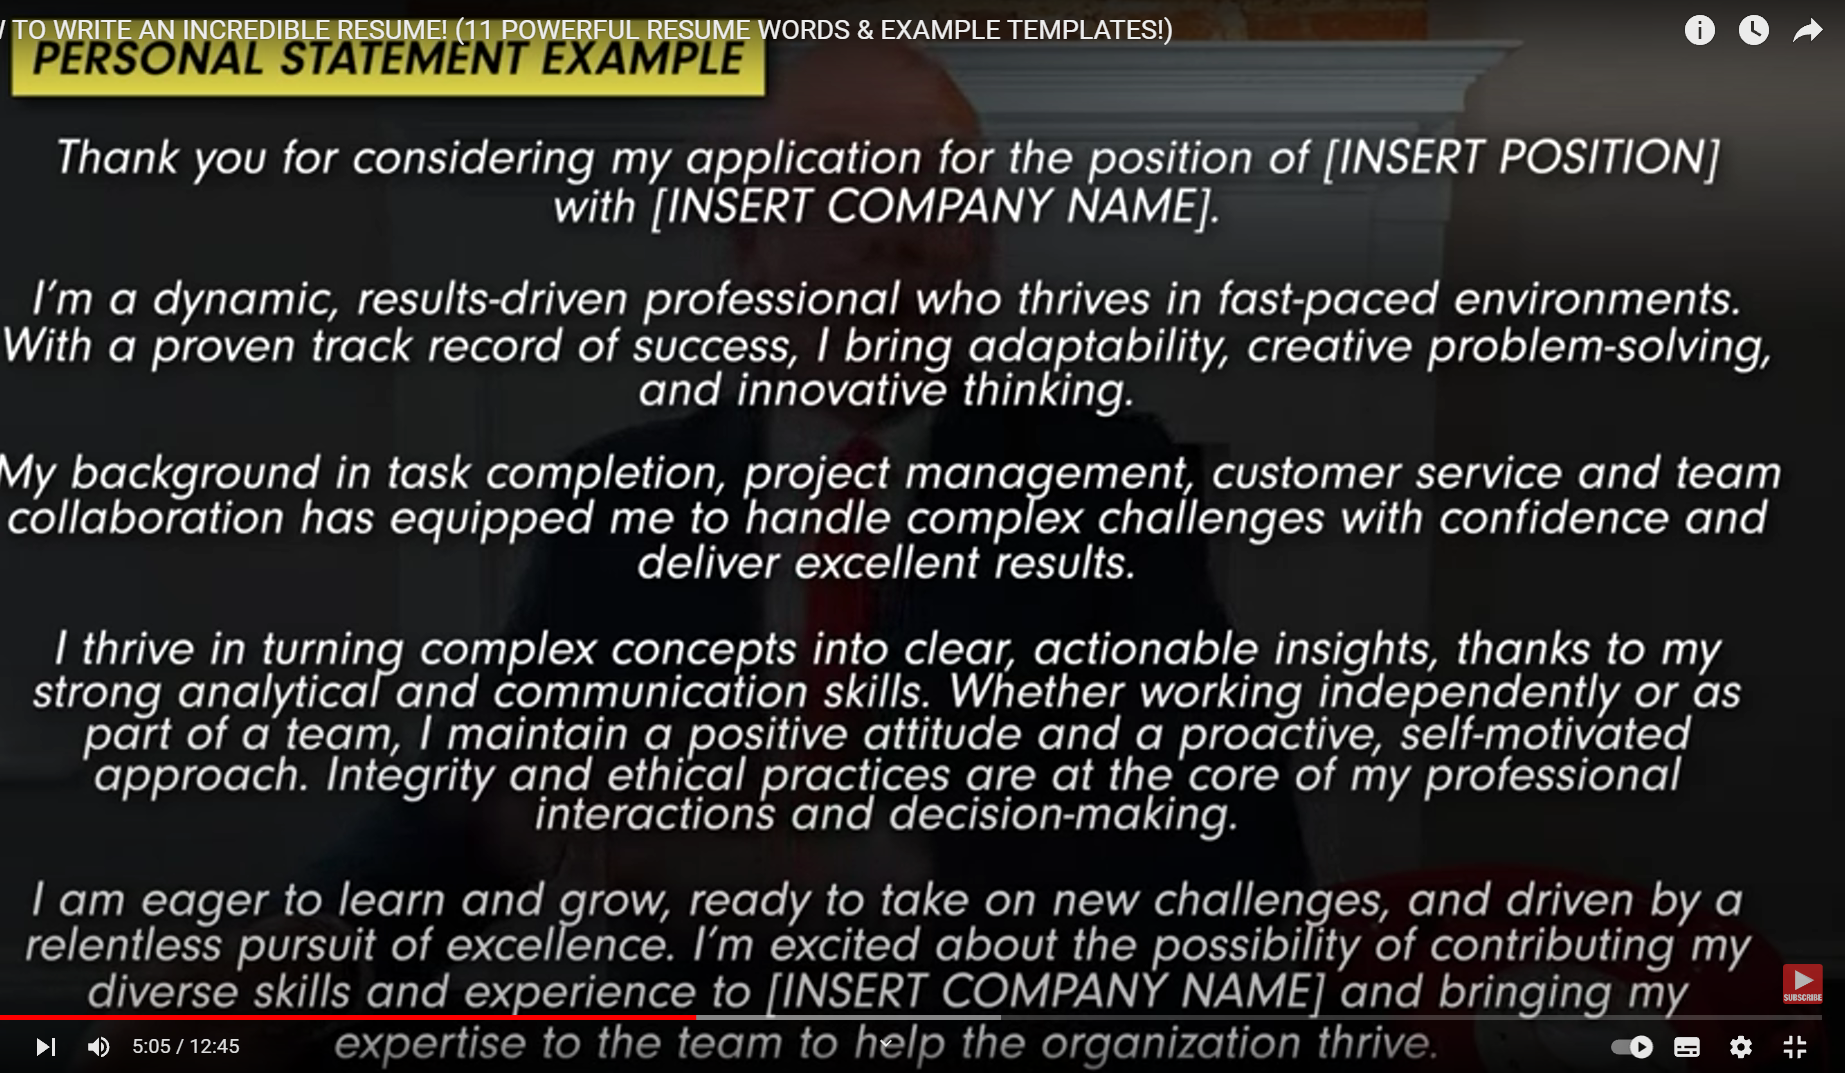 TO WRITE AN INCREDIBLE RESUME! (11 POWERFUL RESUME WORDS & EXAMPLE TEMPLATES!)
PERSONAL STATEMENT EXAMPLE
Thank you for considering my application for the position of [INSERT POSITION]
with [INSERT COMPANY NAME].
I'm a dynamic, results-driven professional who thrives in fast-paced environments.
With a proven track record of success, I bring adaptability, creative problem-solving,
and innovative thinking.
My background in task completion, project management, customer service and team
collaboration has equipped me to handle complex challenges with confidence and
deliver excellent results.
I thrive in turning complex concepts into clear, actionable insights, thanks to my
strong analytical and communication skills. Whether working independently or as
part of a team, I maintain a positive attitude and a proactive, self-motivated
approach. Integrity and ethical practices are at the core of my professional
interactions and decision-making.
I am eager to learn and grow, ready to take on new challenges, and driven by a
relentless pursuit of excellence. I'm excited about the possibility of contributing my
diverse skills and experience to [INSERT COMPANY NAME] and bringing my
expertise to the team to help the organization thrive.
SUBSCRIBE
5:05 / 12:45